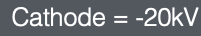 Cathode = -20kV